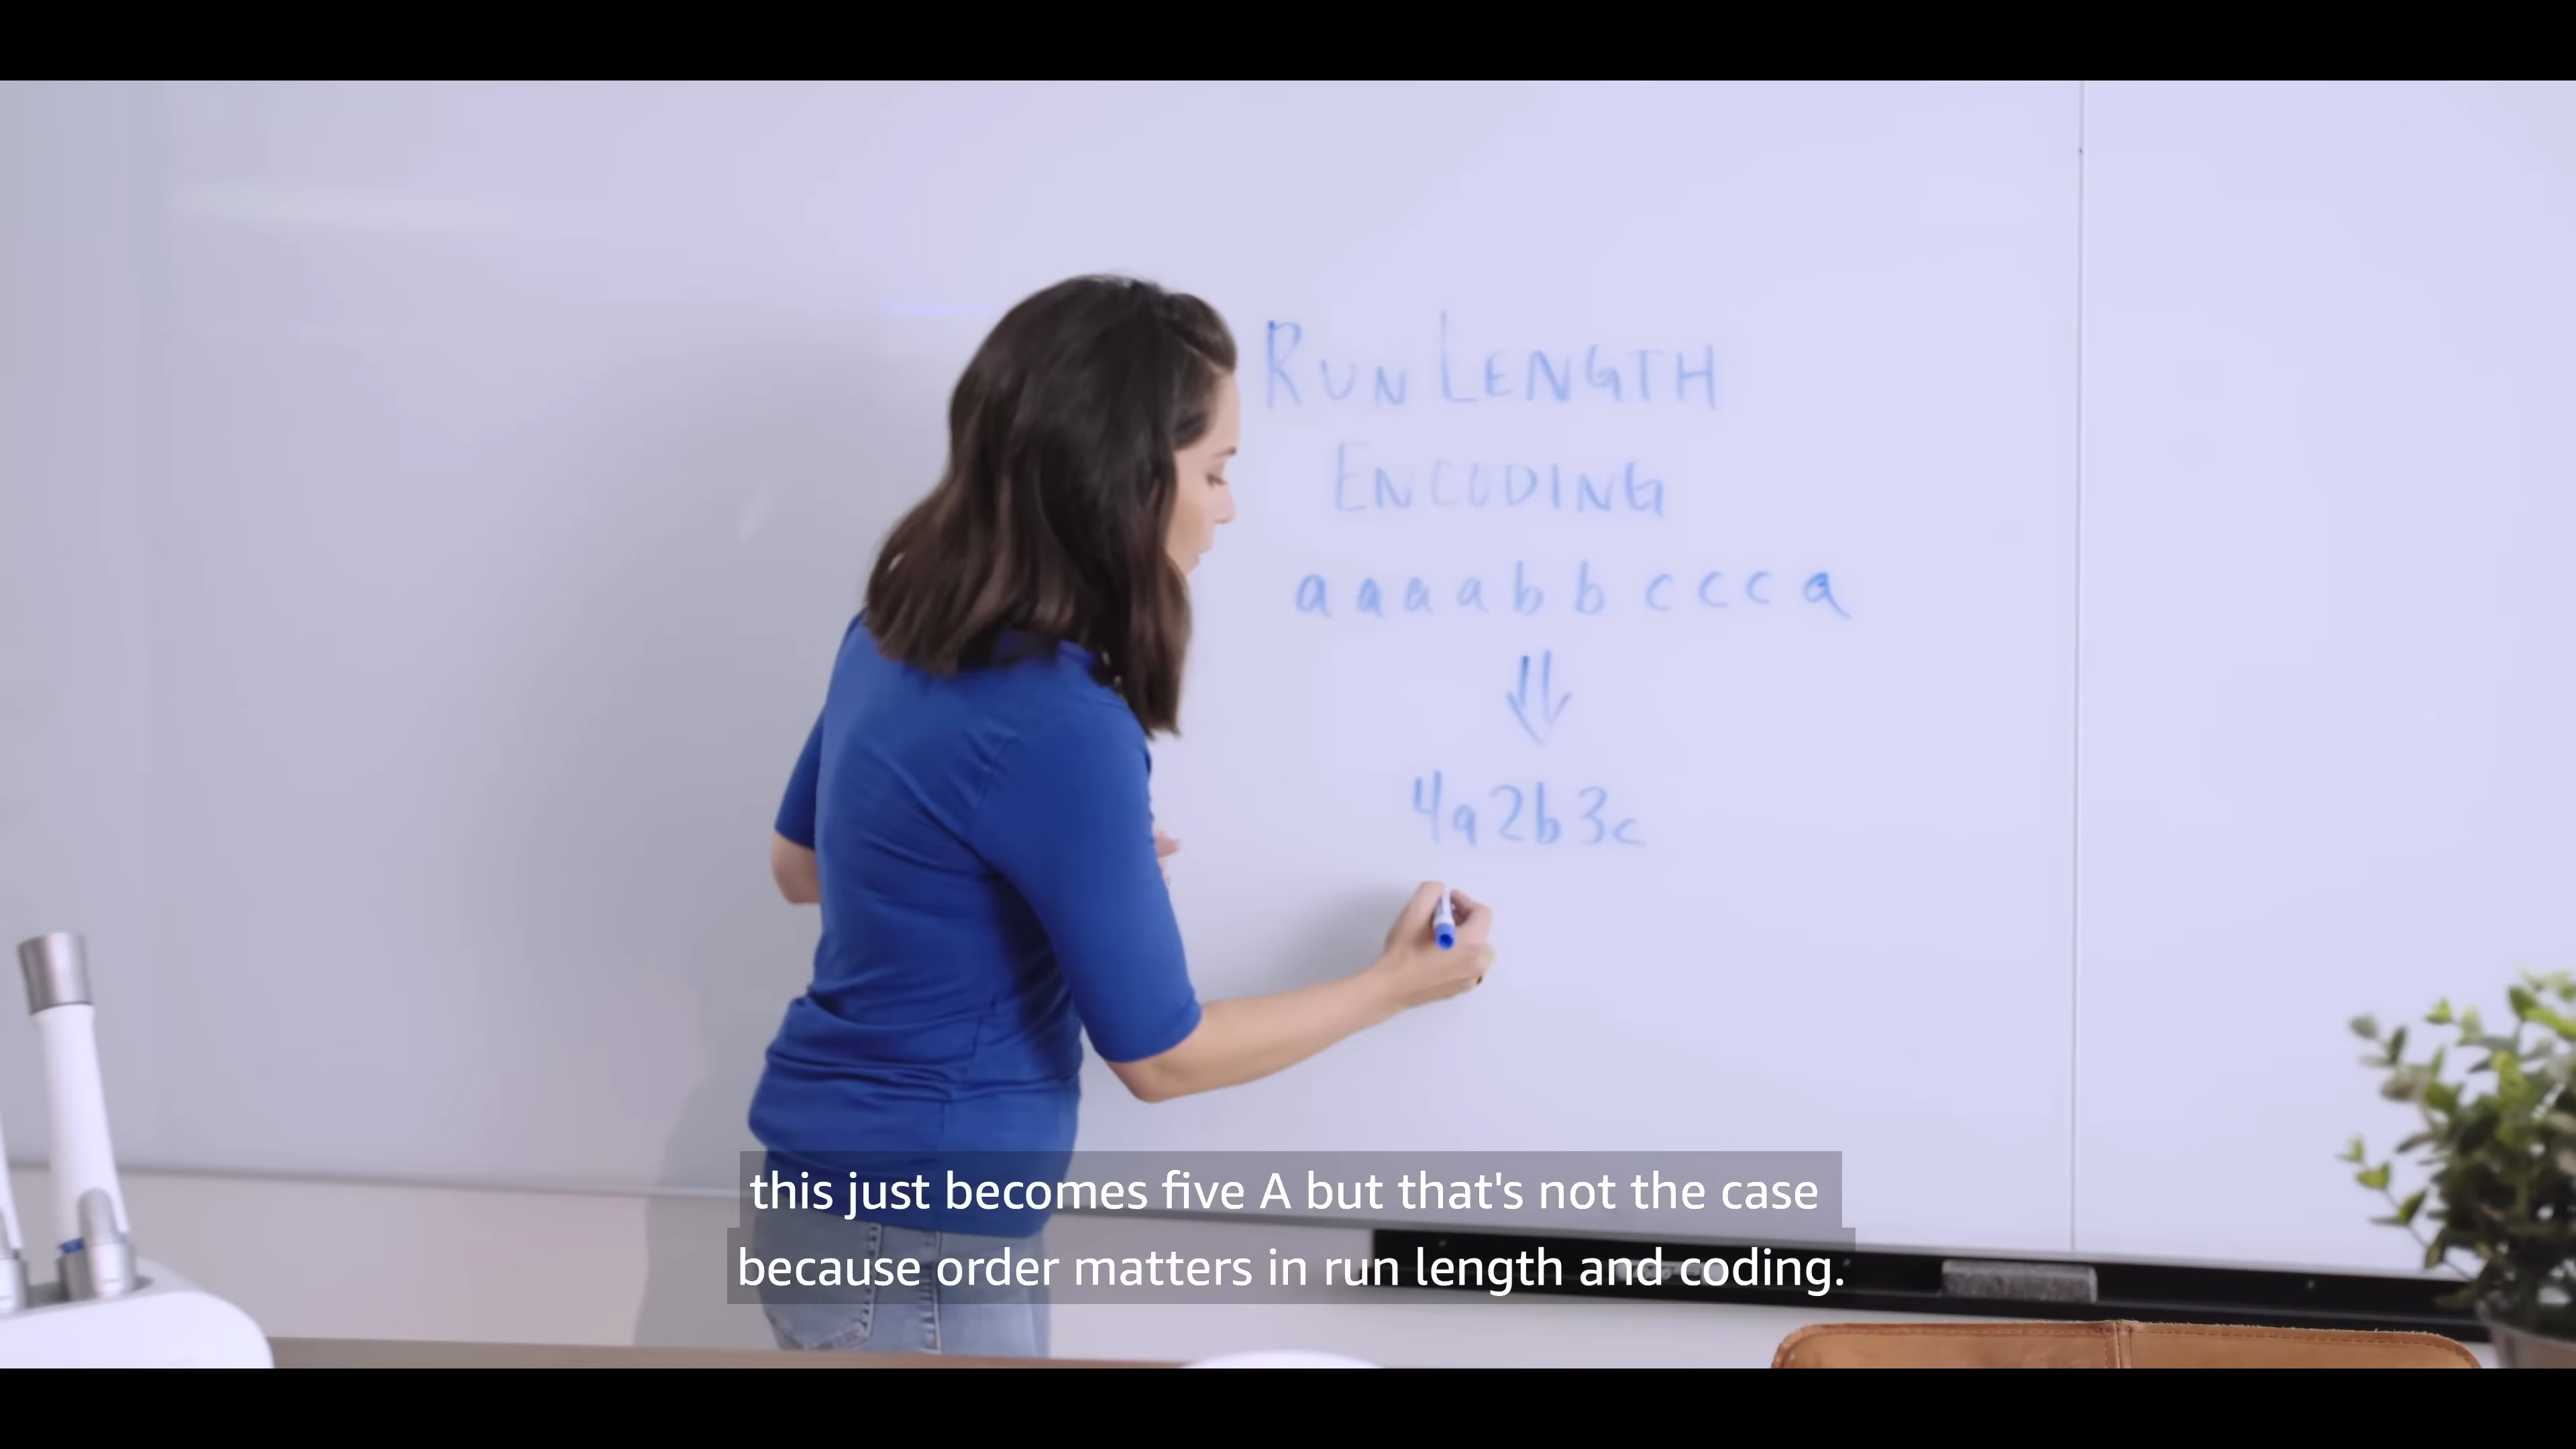 RUN LENGTH
ENCODING
a a a a b b c c c a
4a2b3c
this just becomes five A but that's not the case
because order matters in run length and coding.